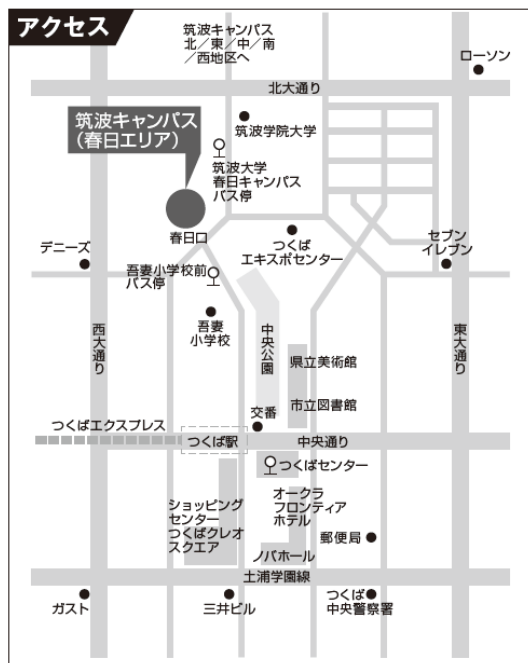 アクセス
筑波キャンパス
北／東／中／南
／西地区へ
ローソン
北大通り
筑波キャンパス
（春日エリア）
筑波学院大学
筑波大学
春日キャンパス
バス停
春日口
つくば
エキスポセンター
セブン
イレブン
デニーズ
吾妻小学校前
バス停
吾妻
小学校
西大通り
中央公園
東大通り
県立美術館
市立図書館
交番
つくばエクスプレス
つくば駅
中央通り
つくばセンター
ショッピング
センター
つくばクレオ
スクエア
オークラ
フロンティア
ホテル
郵便局
ノバホール
土浦学園線
ガスト
三井ビル
つくば
中央警察署